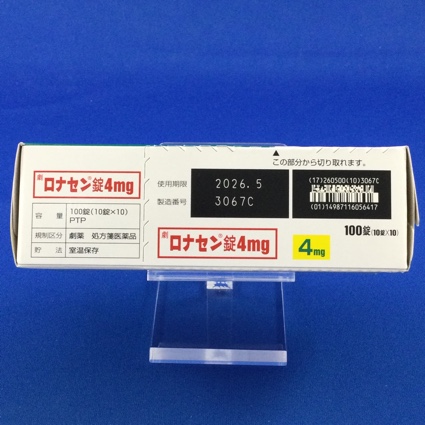 劇 ロナセン®錠4mg
容量 100錠(10錠×10) PTP
規制区分 劇薬 処方箋医薬品
貯法 室温保存
▲
この部分から切り取れます。
使用期限 2026.5
製造番号 3067C
(17)260500(10)3067C
(01)14987116056417
劇 ロナセン®錠4mg
4mg
100錠(10錠×10)